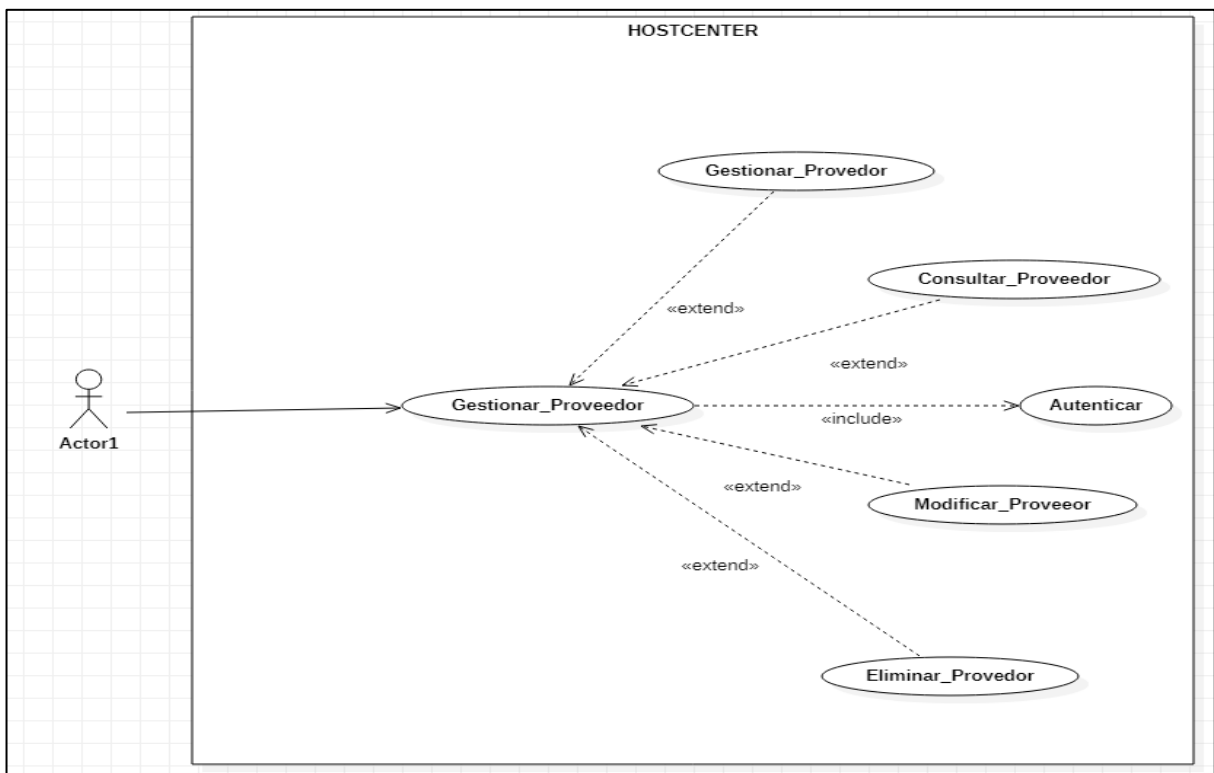 HOSTCENTER
Gestionar_Provedor
Consultar_Proveedor
«extend»
«extend»
Gestionar_Proveedor
Autenticar
«include»
Actor1
«extend»
Modificar_Proveeor
«extend»
Eliminar_Provedor